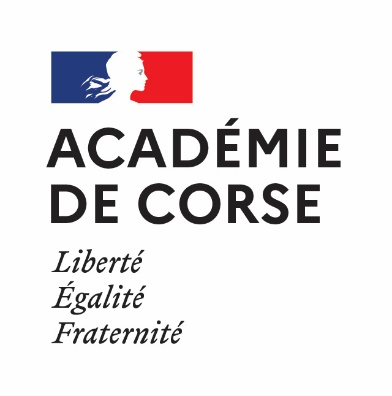 ACADÉMIE
DE CORSE
Liberté
Égalité
Fraternité